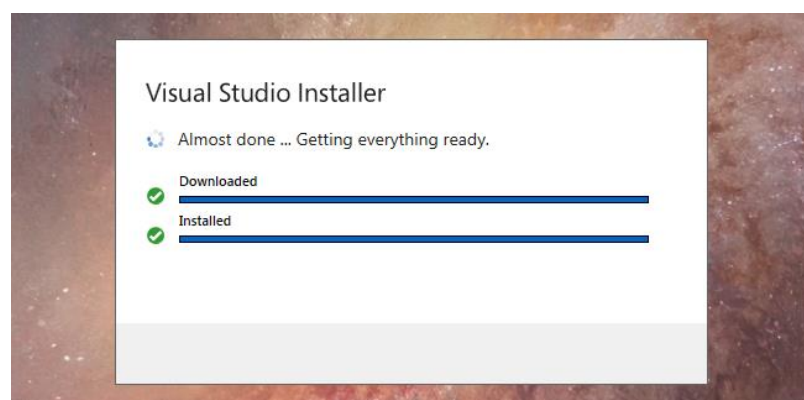 Visual Studio Installer
Almost done ... Getting everything ready.
Downloaded
Installed